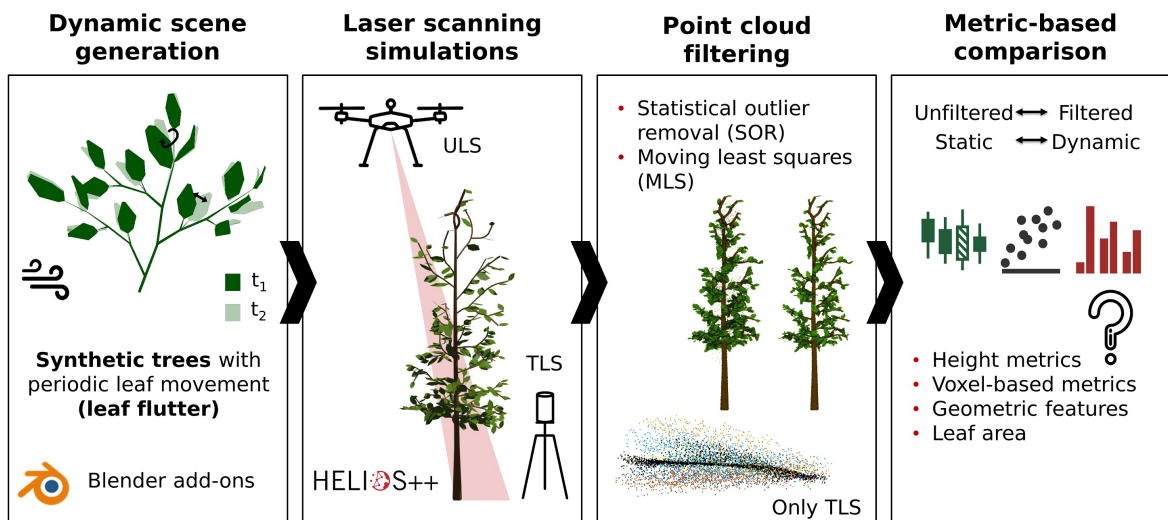 Dynamic scene
generation
t1
t2
Synthetic trees with
periodic leaf movement
(leaf flutter)
Blender add-ons
Laser scanning
simulations
ULS
TLS
HELIOS++
Point cloud
filtering
• Statistical outlier
removal (SOR)
• Moving least squares
(MLS)
Only TLS
Metric-based
comparison
Unfiltered ↔ Filtered
Static ↔ Dynamic
?
• Height metrics
• Voxel-based metrics
• Geometric features
• Leaf area